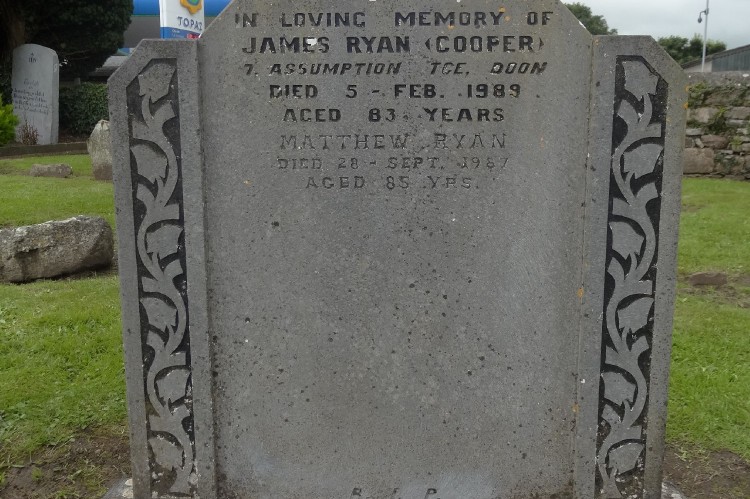 TOPAZ
IN LOVING MEMORY OF
JAMES RYAN (COOPER)
7, ASSUMPTION TCE, DOON
DIED 5 - FEB. 1989
AGED 83 YEARS
MATTHEW RYAN
DIED 28 - SEPT. 1987
AGED 85 YRS.
R.I.P.